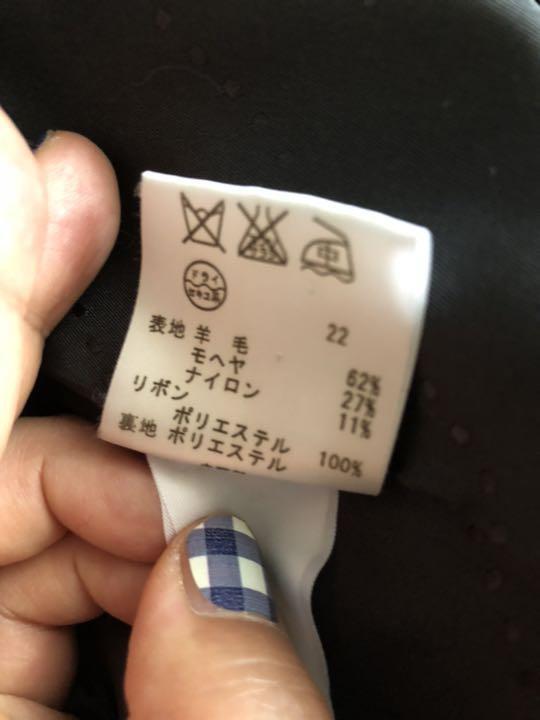 中
ドライ
セキユ系
22
表地 羊 毛 62%
モヘヤ 27%
ナイロン 11%
リボン
ポリエステル 100%
裏地 ポリエステル